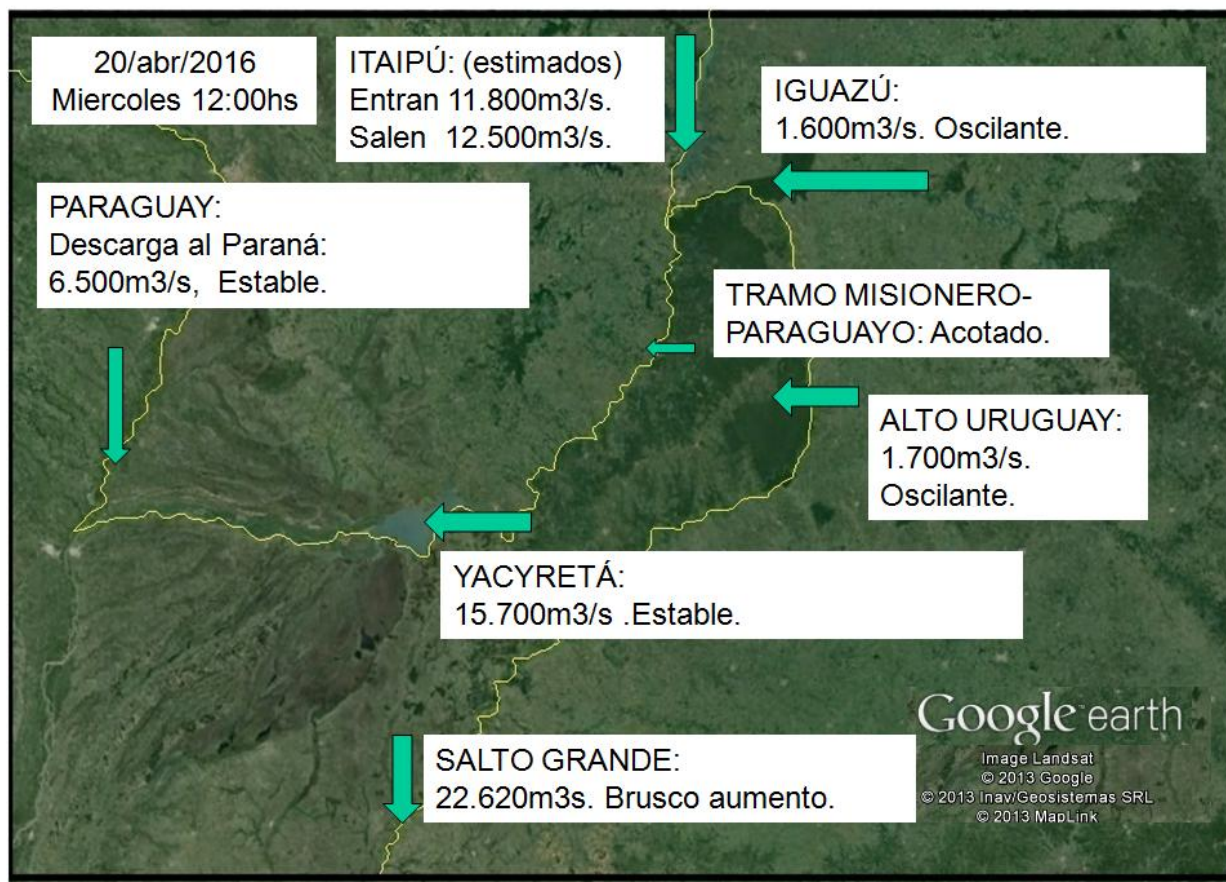 20/abr/2016
Miercoles 12:00hs
ITAIPÚ: (estimados)
Entran 11.800m3/s.
Salen 12.500m3/s.
IGUAZÚ:
1.600m3/s. Oscilante.
PARAGUAY:
Descarga al Paraná:
6.500m3/s, Estable.
TRAMO MISIONERO-
PARAGUAYO: Acotado.
ALTO URUGUAY:
1.700m3/s.
Oscilante.
YACYRETÁ:
15.700m3/s .Estable.
SALTO GRANDE:
22.620m3s. Brusco aumento.
Google earth
Image Landsat
© 2013 Google
© 2013 Inav/Geosistemas SRL
© 2013 MapLink